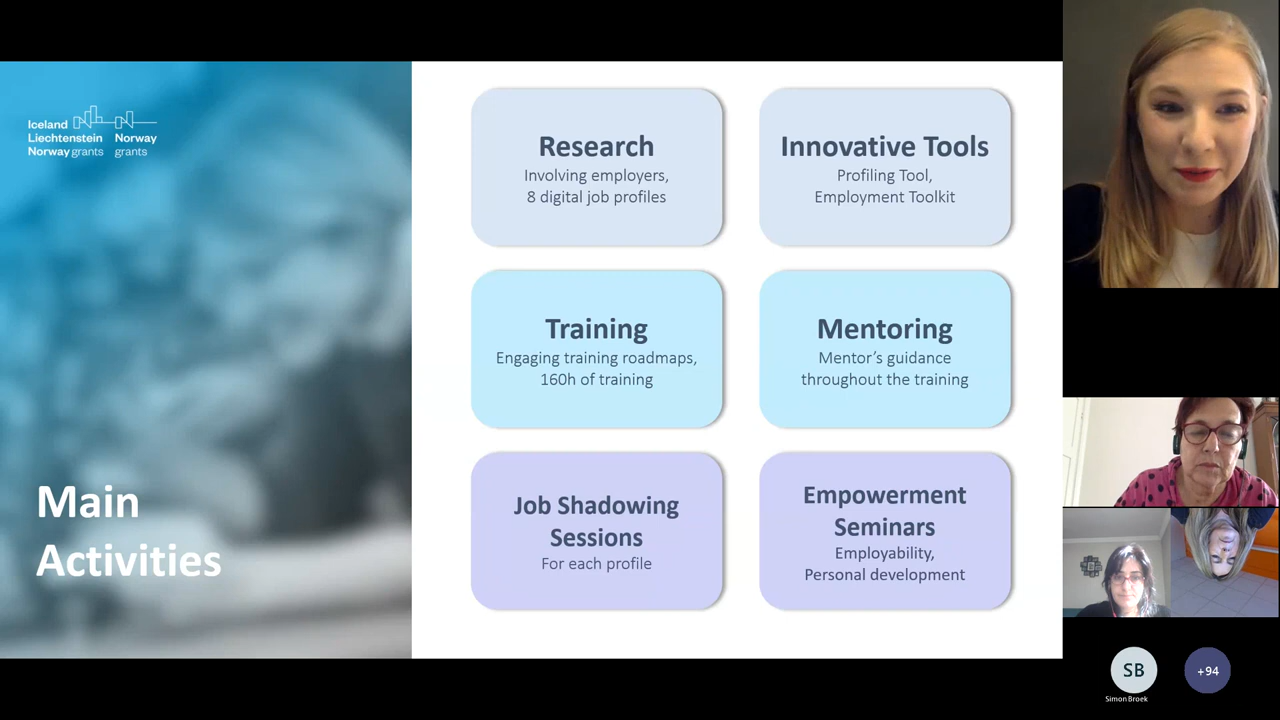 Iceland
Liechtenstein Norway
Norway grants grants
Main
Activities
Research
Involving employers,
8 digital job profiles
Innovative Tools
Profiling Tool,
Employment Toolkit
Training
Engaging training roadmaps,
160h of training
Mentoring
Mentor’s guidance
throughout the training
Job Shadowing
Sessions
For each profile
Empowerment
Seminars
Employability,
Personal development
SB
+94
Simon Broek